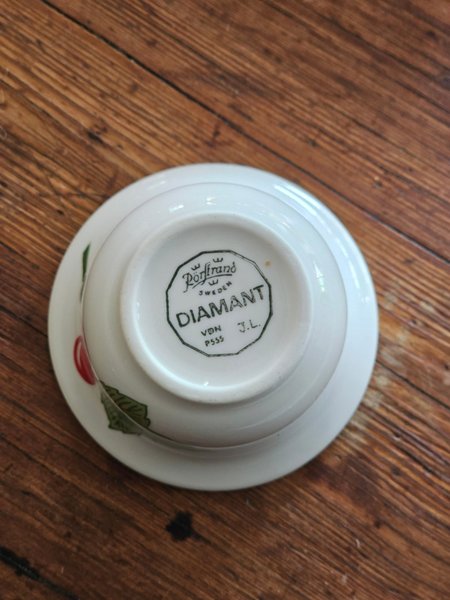 Rörstrand
SWEDEN
DIAMANT
VDN J.L.
P555